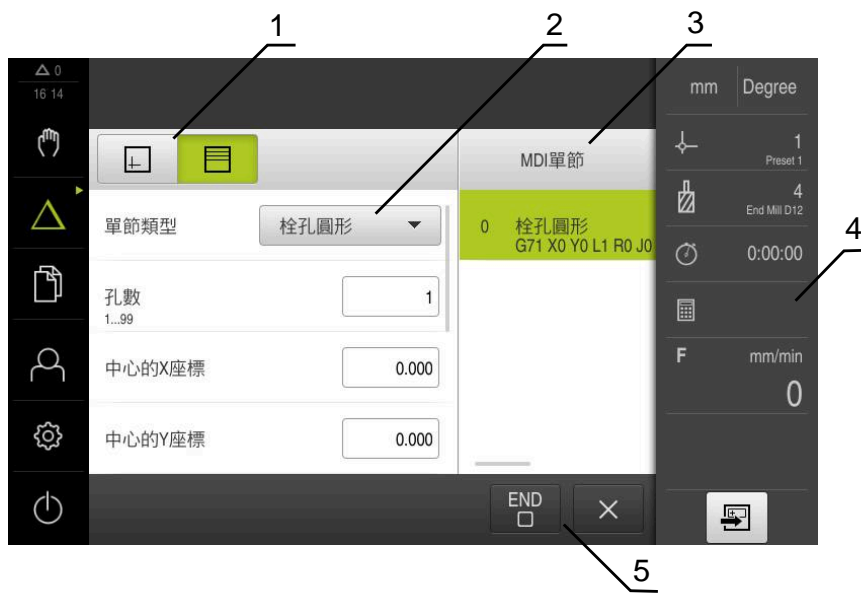 1
2
3
0
16 14
mm
Degree
1
Preset 1
MDI單節
單節類型
栓孔圓形
0
栓孔圓形
G71 X0 Y0 L1 R0 J0
4
End Mill D12
4
0:00:00
孔數
1...99
1
中心的X座標
0.000
F
mm/min
0
中心的Y座標
0.000
END
5